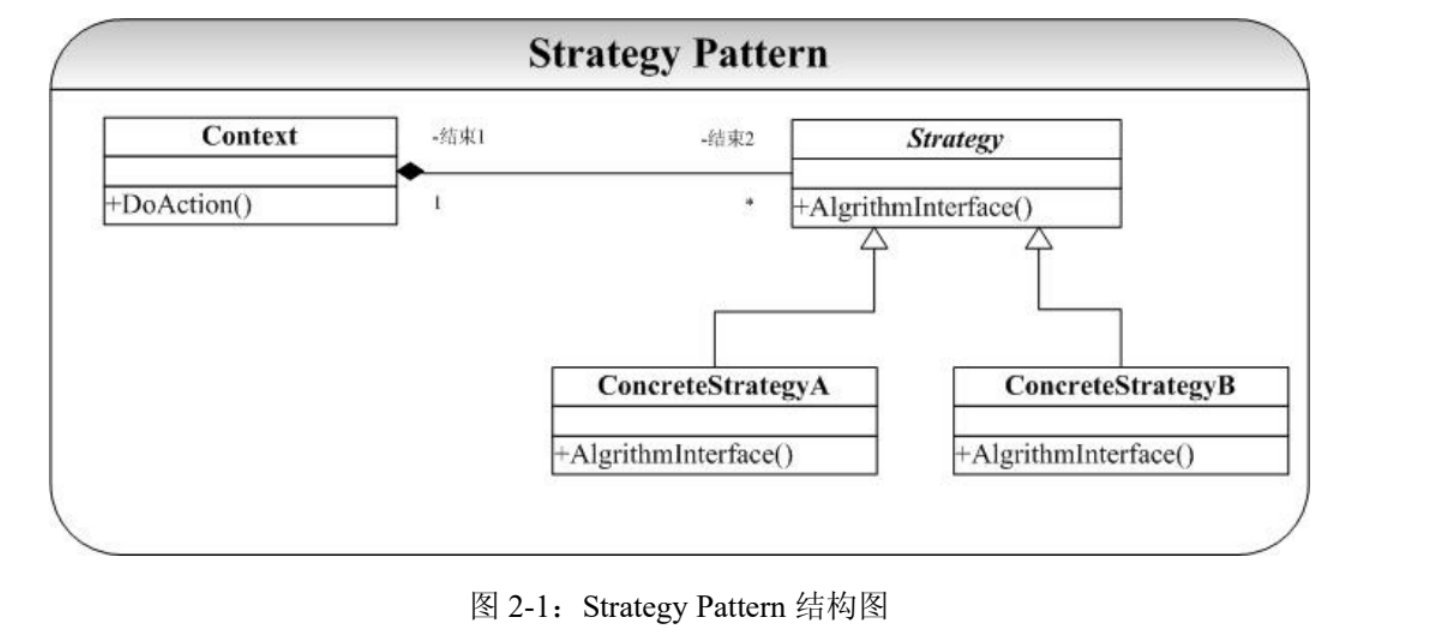 Strategy Pattern
Context
-结束1
-结束2
Strategy
+DoAction()
1
*
+AlgrithmInterface()
ConcreteStrategyA
ConcreteStrategyB
+AlgrithmInterface()
+AlgrithmInterface()
图 2-1：Strategy Pattern 结构图